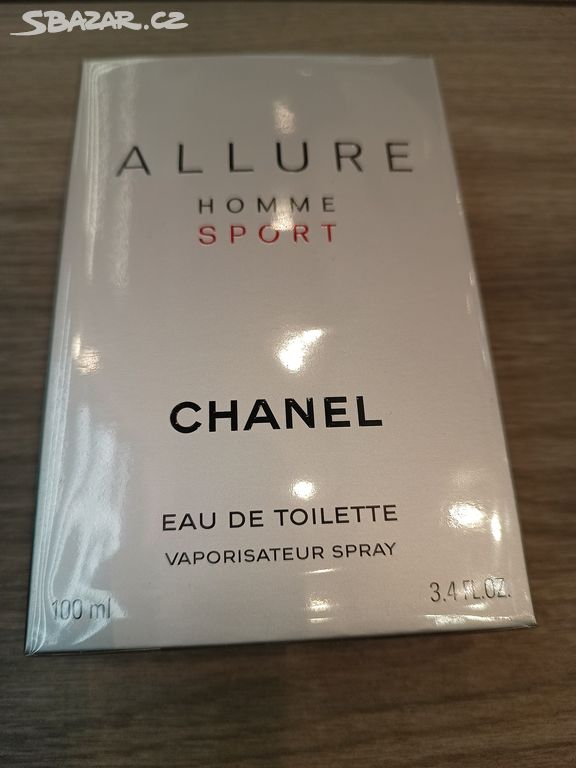 SBAZAR.CZ
ALLURE
HOMME
SPORT
CHANEL
EAU DE TOILETTE
VAPORISATEUR SPRAY
100 ml
3.4 FL.OZ.